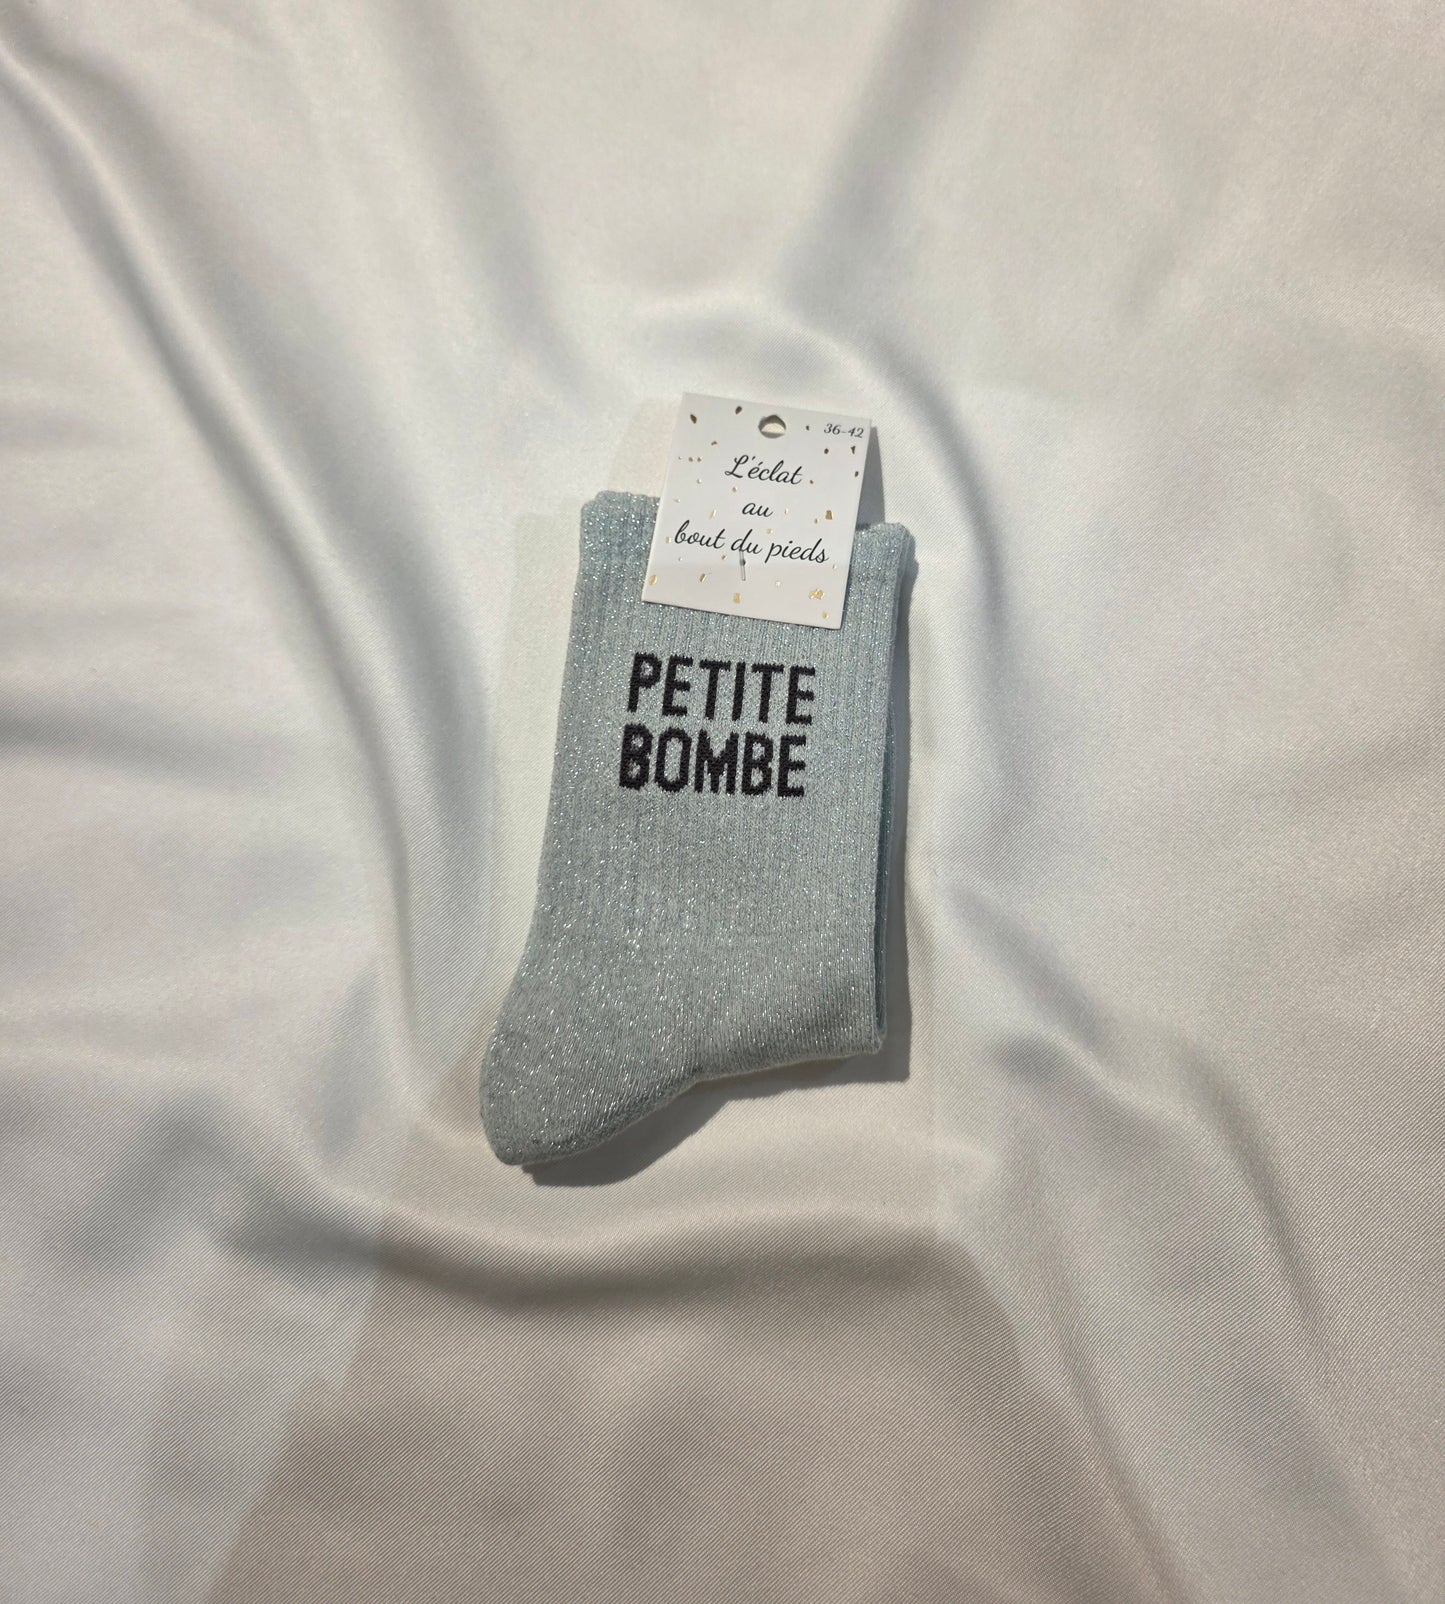 36-42
L'éclat
au
bout du pieds
PETITE
BOMBE